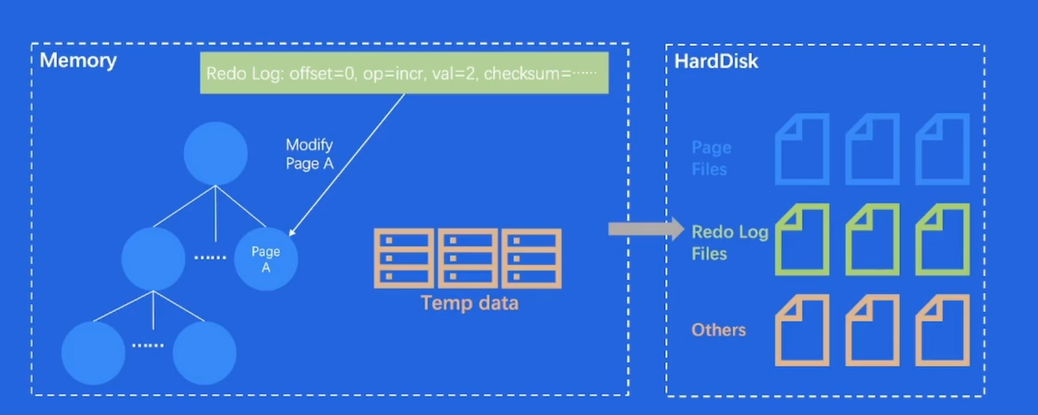 Memory
Redo Log: offset=0, op=incr, val=2, checksum=······
Modify
Page A
Page
A
······
······
Temp data
HardDisk
Page
Files
Redo Log
Files
Others